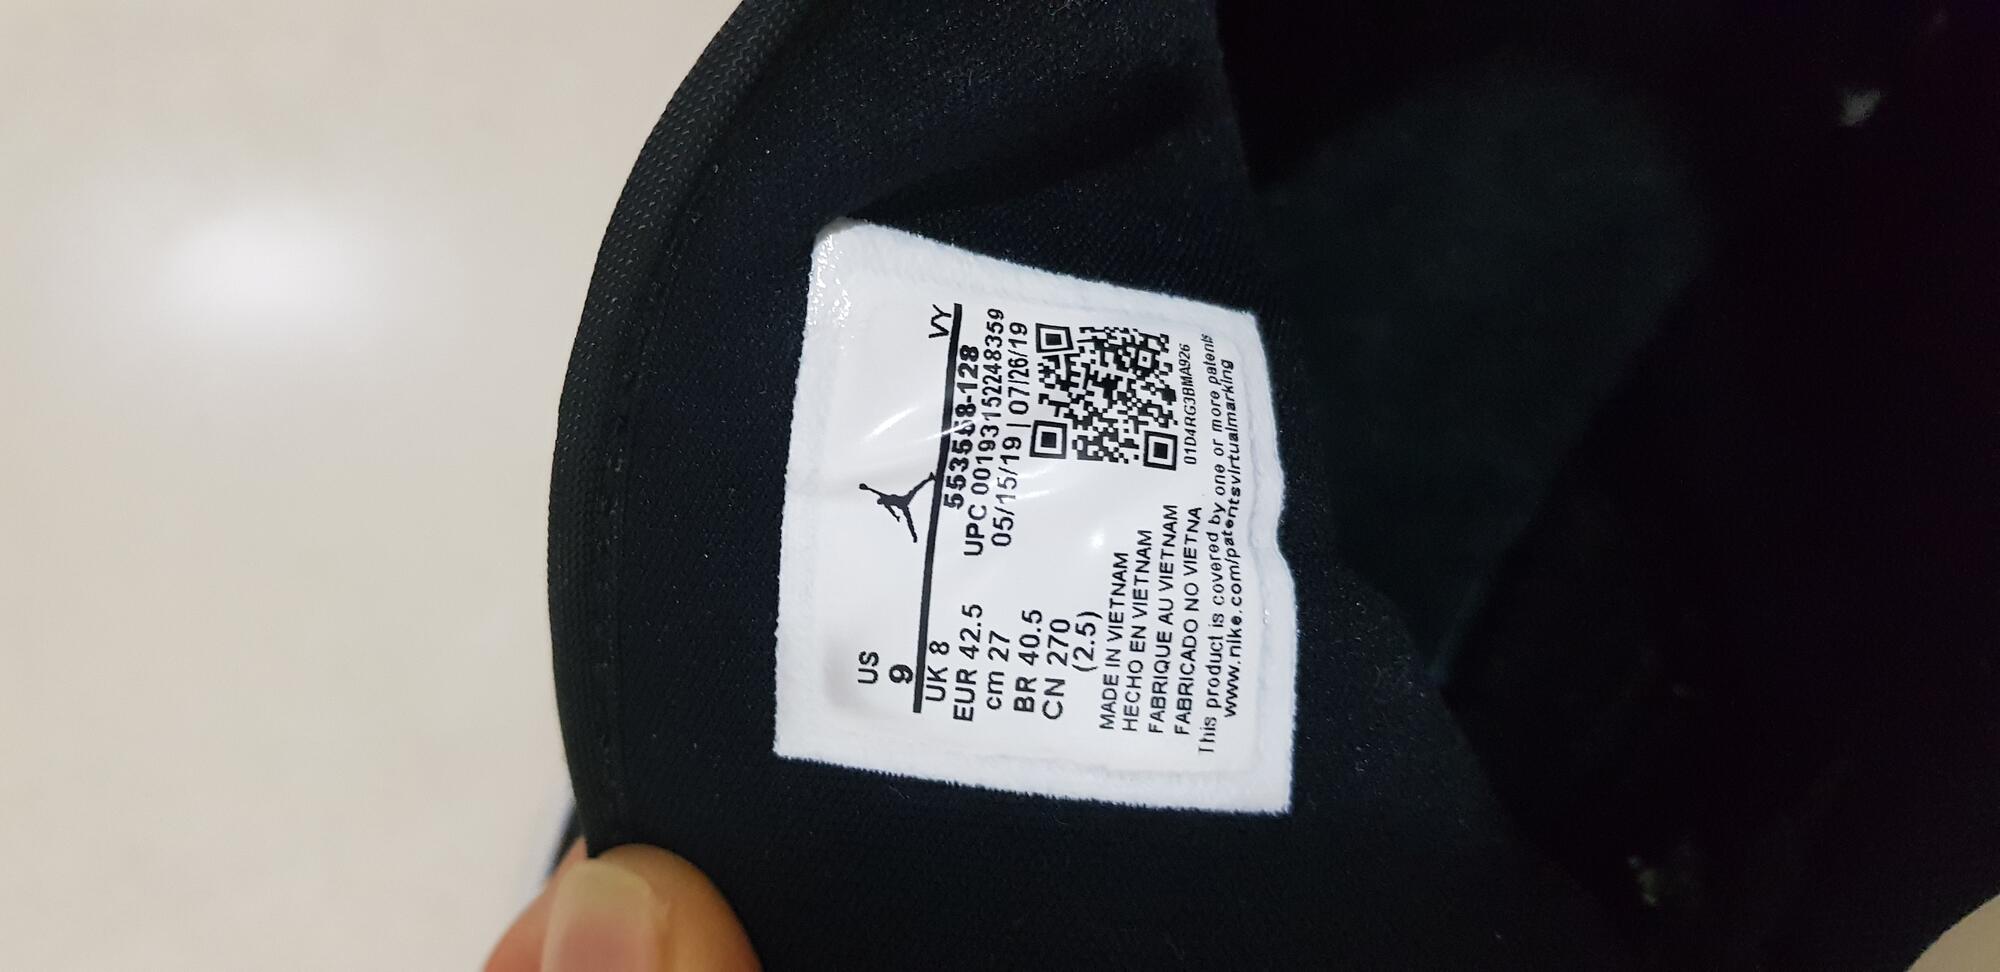 US
9
VY
UK 8
EUR 42.5
cm 27
BR 40.5
CN 270
(2.5)
553558-128
UPC 00193152248359
05/15/19 | 07/26/19
01D4RG3BMA926
MADE IN VIETNAM
HECHO EN VIETNAM
FABRIQUE AU VIETNAM
FABRICADO NO VIETNA
This product is covered by one or more patents
www.nike.com/patentsvirtualmarking